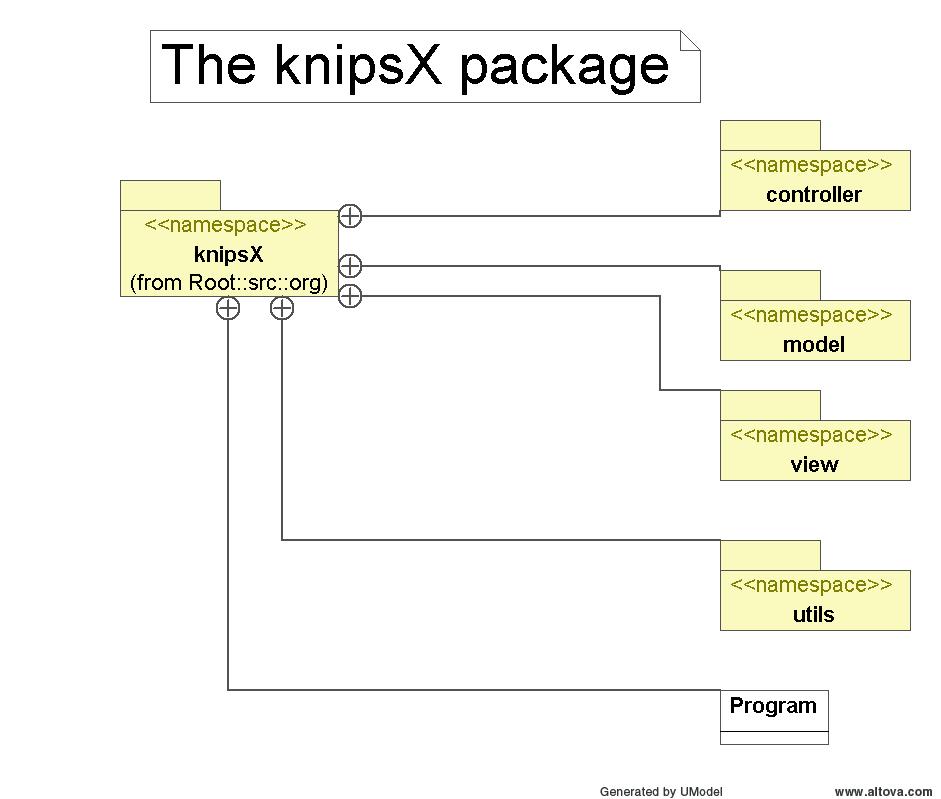 The knipsX package
<<namespace>>
controller
<<namespace>>
knipsX
(from Root::src::org)
<<namespace>>
model
<<namespace>>
view
<<namespace>>
utils
Program
Generated by UModel
www.altova.com